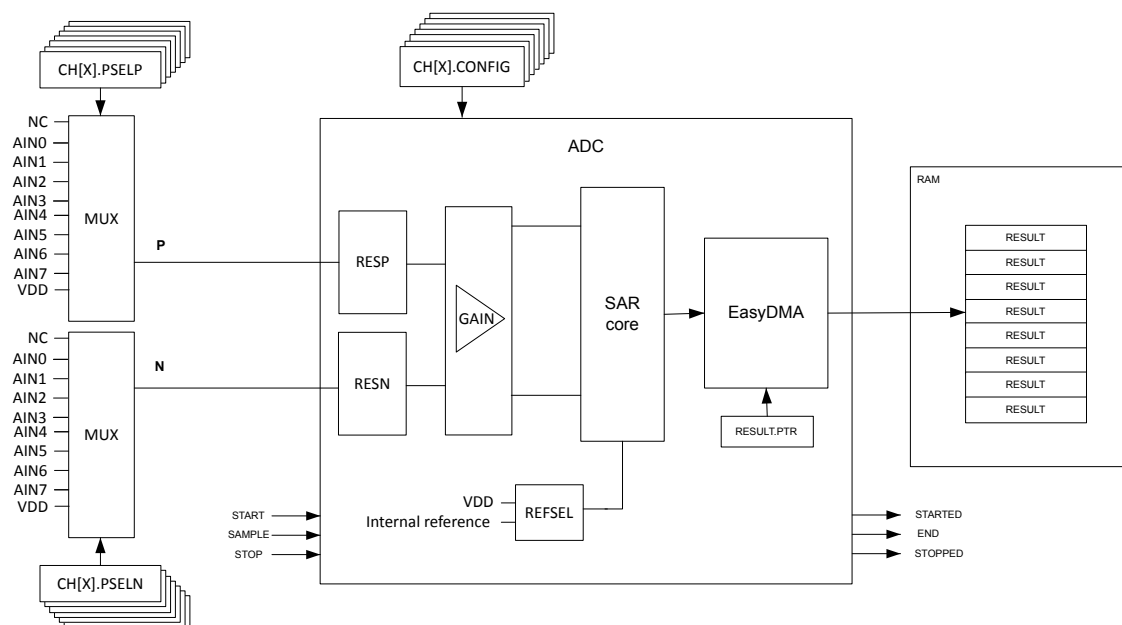 CH[X].PSELP
CH[X].CONFIG
NC
AIN0
AIN1
AIN2
AIN3
AIN4
AIN5
AIN6
AIN7
VDD
MUX
P
NC
AIN0
AIN1
AIN2
AIN3
AIN4
AIN5
AIN6
AIN7
VDD
MUX
N
CH[X].PSELN
ADC
RESP
RESN
GAIN
SAR
core
EasyDMA
RESULT.PTR
VDD
Internal reference
REFSEL
START
SAMPLE
STOP
STARTED
END
STOPPED
RAM
RESULT
RESULT
RESULT
RESULT
RESULT
RESULT
RESULT
RESULT